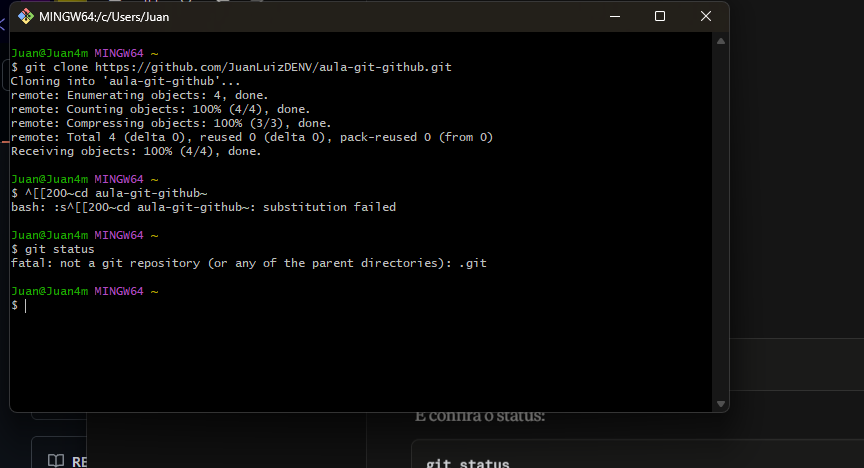 MINGW64:/c/Users/Juan
Juan@Juan4m MINGW64 ~
$ git clone https://github.com/JuanLuizDENV/aula-git-github.git
Cloning into 'aula-git-github'...
remote: Enumerating objects: 4, done.
remote: Counting objects: 100% (4/4), done.
remote: Compressing objects: 100% (3/3), done.
remote: Total 4 (delta 0), reused 0 (delta 0), pack-reused 0 (from 0)
Receiving objects: 100% (4/4), done.
Juan@Juan4m MINGW64 ~
$ ^[[200~cd aula-git-github~
bash: :s^[[200~cd aula-git-github~: substitution failed
Juan@Juan4m MINGW64 ~
$ git status
fatal: not a git repository (or any of the parent directories): .git
Juan@Juan4m MINGW64 ~
$
E confira o status:
git status